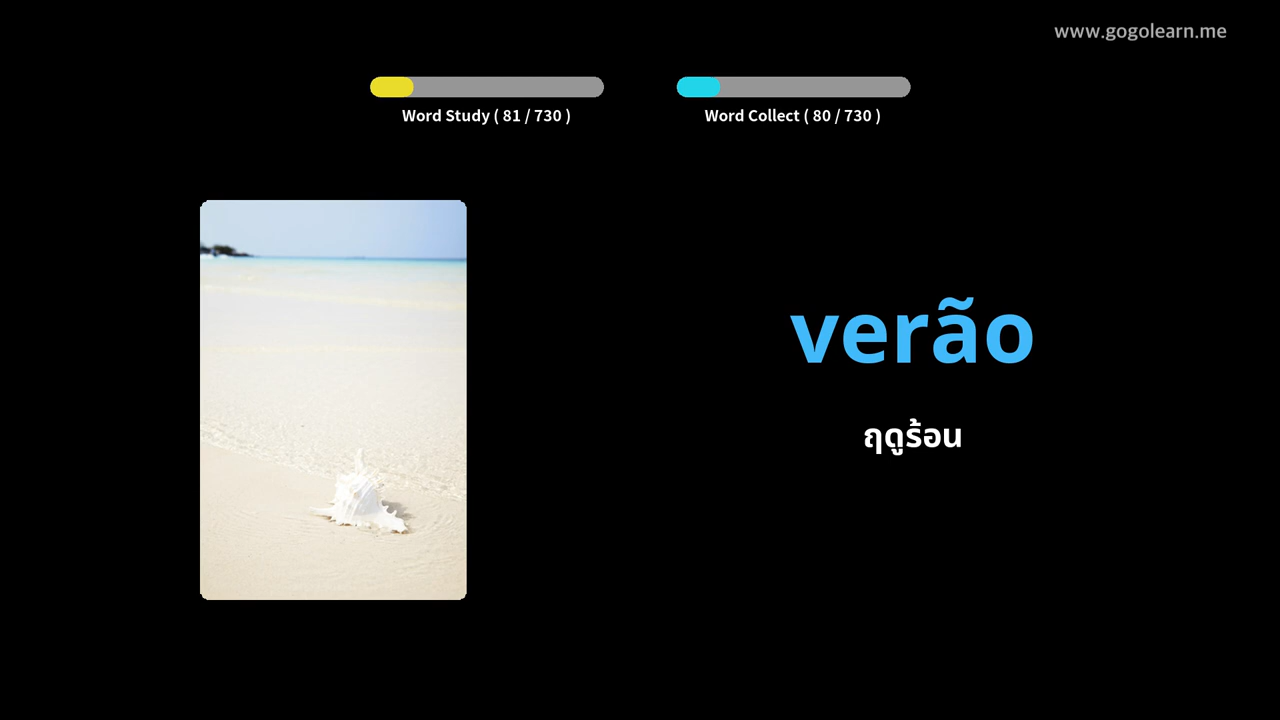 www.gogolearn.me
Word Study ( 81 / 730 )
Word Collect ( 80 / 730 )
verão
ฤดูร้อน